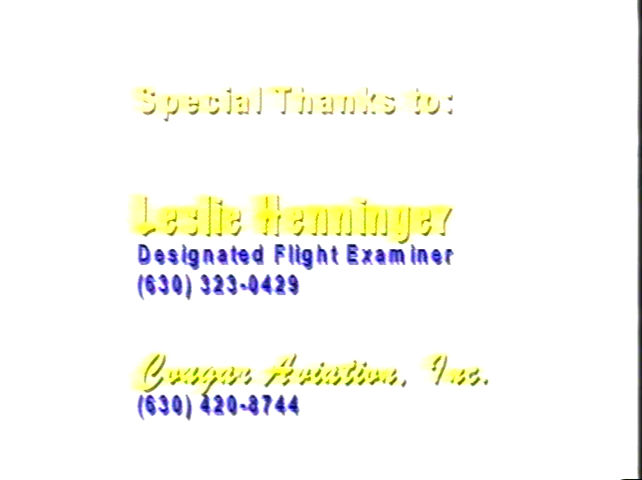 Special Thanks to:
Leslie Henninger
Designated Flight Examiner
(630) 323-0429
Cougar Aviation, Inc.
(630) 420-8744